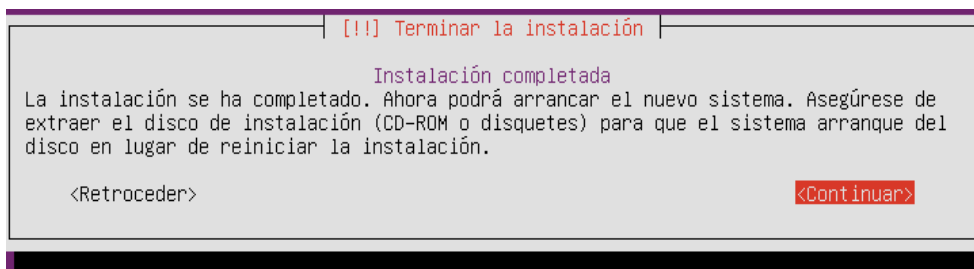 [!!] Terminar la instalación
Instalación completada
La instalación se ha completado. Ahora podrá arrancar el nuevo sistema. Asegúrese de
extraer el disco de instalación (CD-ROM o disquetes) para que el sistema arranque del
disco en lugar de reiniciar la instalación.
<Retroceder> <Continuar>